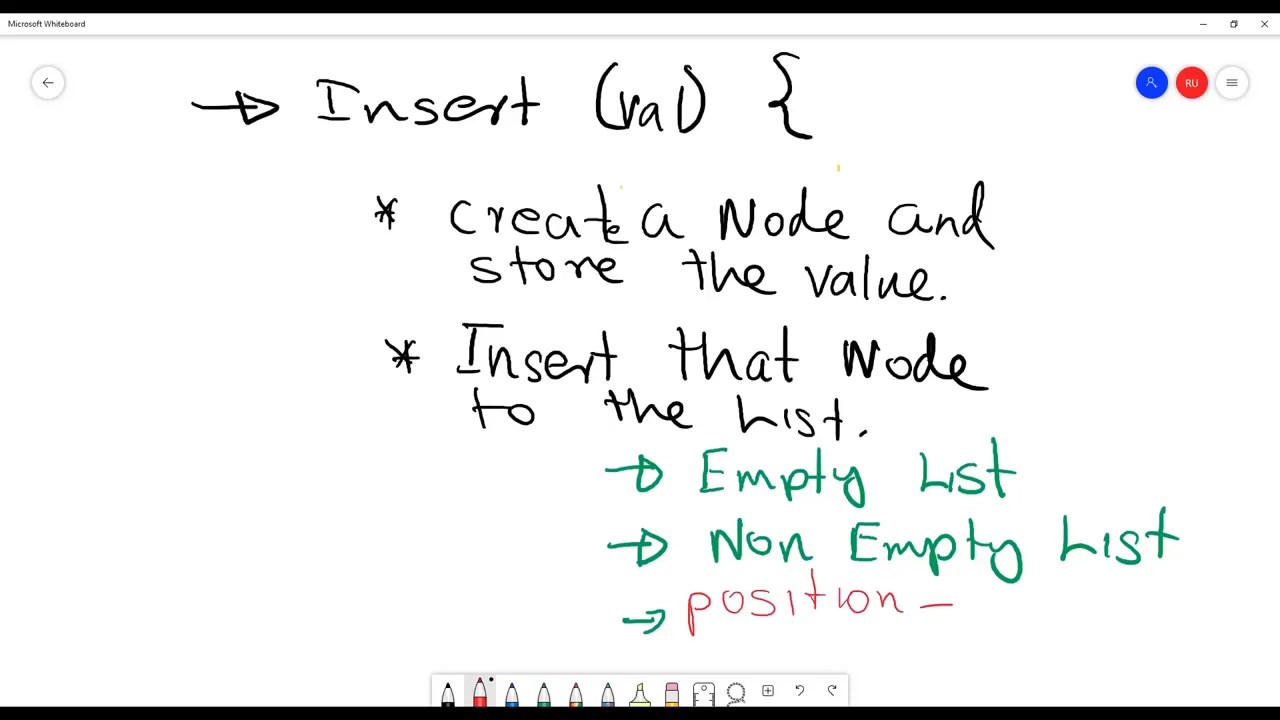 Microsoft Whiteboard
RU
→ Insert (val) {
* Create a Node and
store the value.
* Insert that Node
to the List.
→ Empty List
→ Non Empty List
→ position —